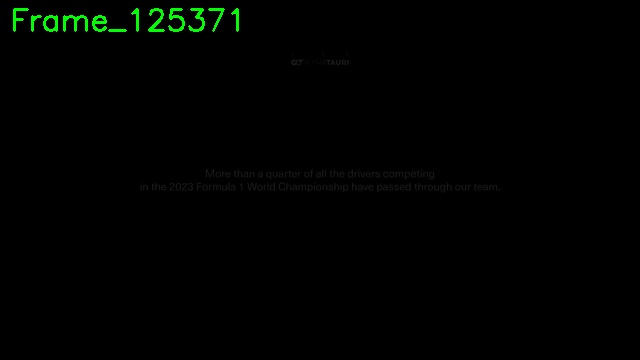 Frame_125371
TAURI
More than a quarter of all the drivers competing
in the 2023 Formula 1 World Championship have passed through our team.